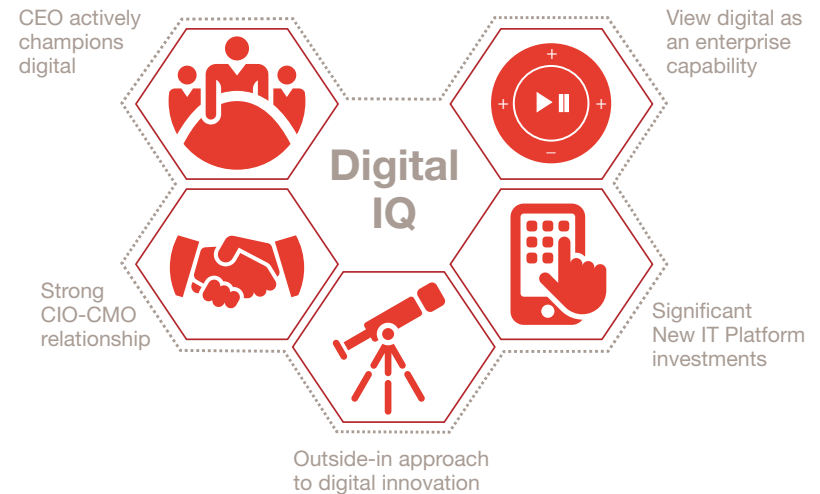 CEO actively
champions
digital
View digital as
an enterprise
capability
Digital
IQ
Strong
CIO-CMO
relationship
Significant
New IT Platform
investments
Outside-in approach
to digital innovation